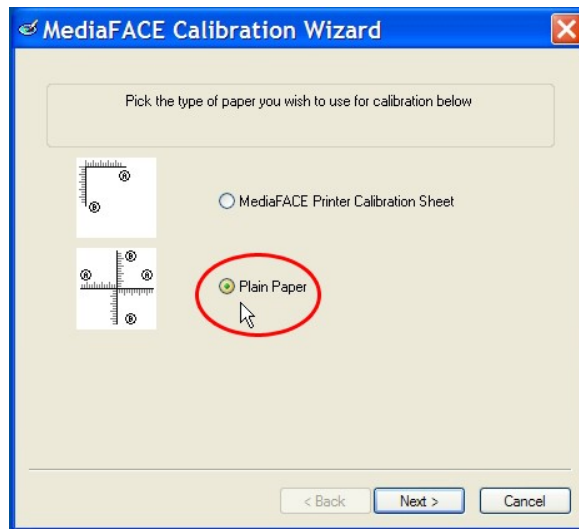 MediaFACE Calibration Wizard
Pick the type of paper you wish to use for calibration below
A
B
MediaFACE Printer Calibration Sheet
B
A
A
B
Plain Paper
< Back
Next >
Cancel